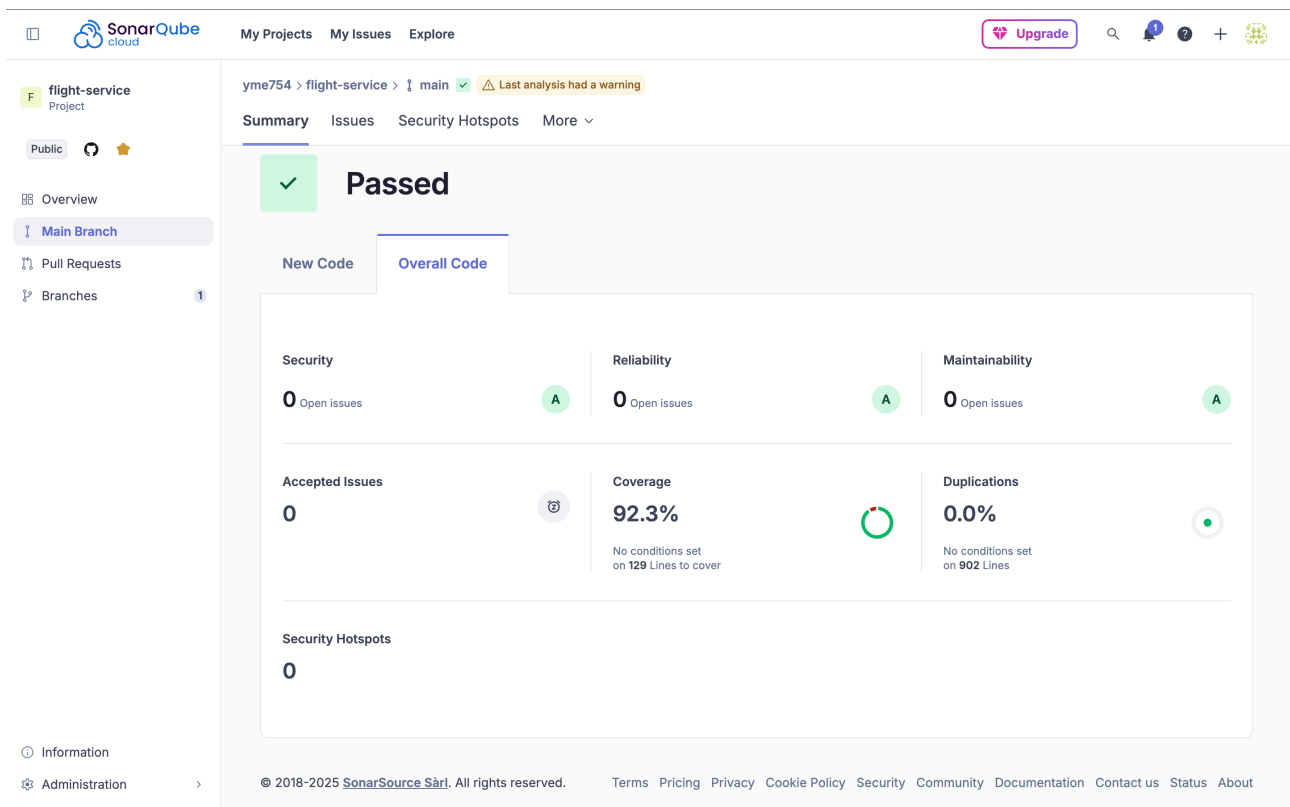 SonarQube
cloud
My Projects
My Issues
Explore
Upgrade
1
?
F
flight-service
Project
Public
Overview
Main Branch
Pull Requests
Branches
1
yme754 > flight-service > main
Last analysis had a warning
Summary
Issues
Security Hotspots
More
Passed
New Code
Overall Code
Security
0 Open issues
A
Reliability
0 Open issues
A
Maintainability
0 Open issues
A
Accepted Issues
0
Coverage
92.3%
No conditions set
on 129 Lines to cover
Duplications
0.0%
No conditions set
on 902 Lines
Security Hotspots
0
Information
Administration
© 2018-2025 SonarSource Sàrl. All rights reserved.
Terms
Pricing
Privacy
Cookie Policy
Security
Community
Documentation
Contact us
Status
About